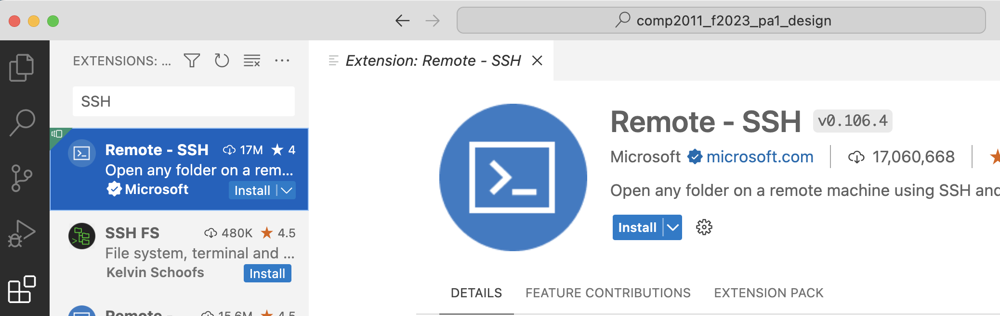 comp2011_f2023_pa1_design
EXTENSIONS: ...
SSH
Remote - SSH 17M ★ 4
Open any folder on a rem...
Microsoft Install
SSH FS 480K ★ 4.5
File system, terminal and ...
Kelvin Schoofs Install
Remote - 15.6M ★ 4.5
Extension: Remote - SSH
Remote - SSH v0.106.4
Microsoft microsoft.com 17,060,668
Open any folder on a remote machine using SSH and
Install
DETAILS FEATURE CONTRIBUTIONS EXTENSION PACK